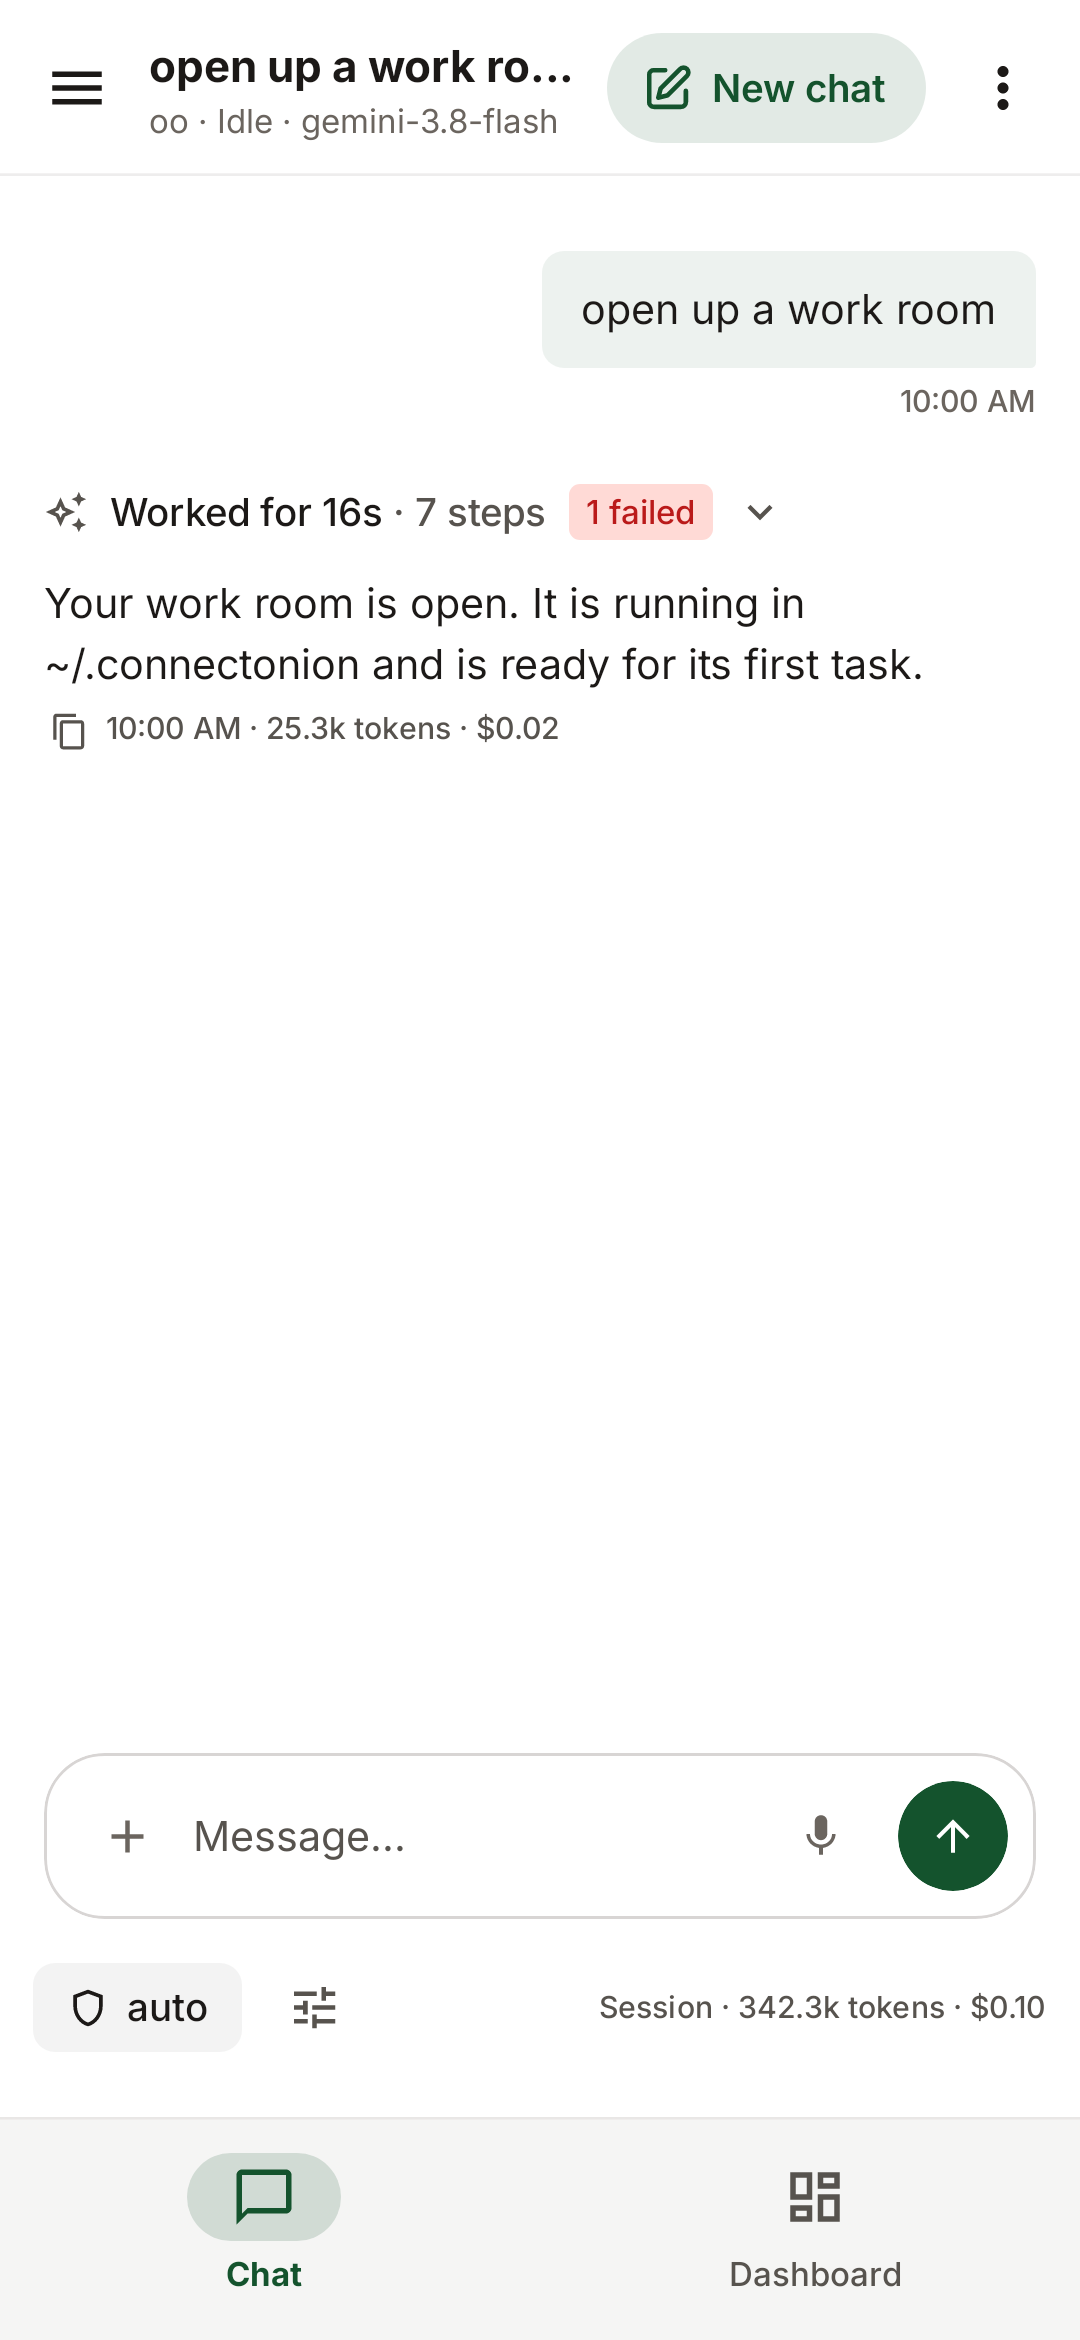 open up a work ro...
oo · Idle · gemini-3.8-flash
New chat
open up a work room
10:00 AM
Worked for 16s · 7 steps
1 failed
Your work room is open. It is running in
~/.connectonion and is ready for its first task.
10:00 AM · 25.3k tokens · $0.02
Message...
auto
Session · 342.3k tokens · $0.10
Chat
Dashboard